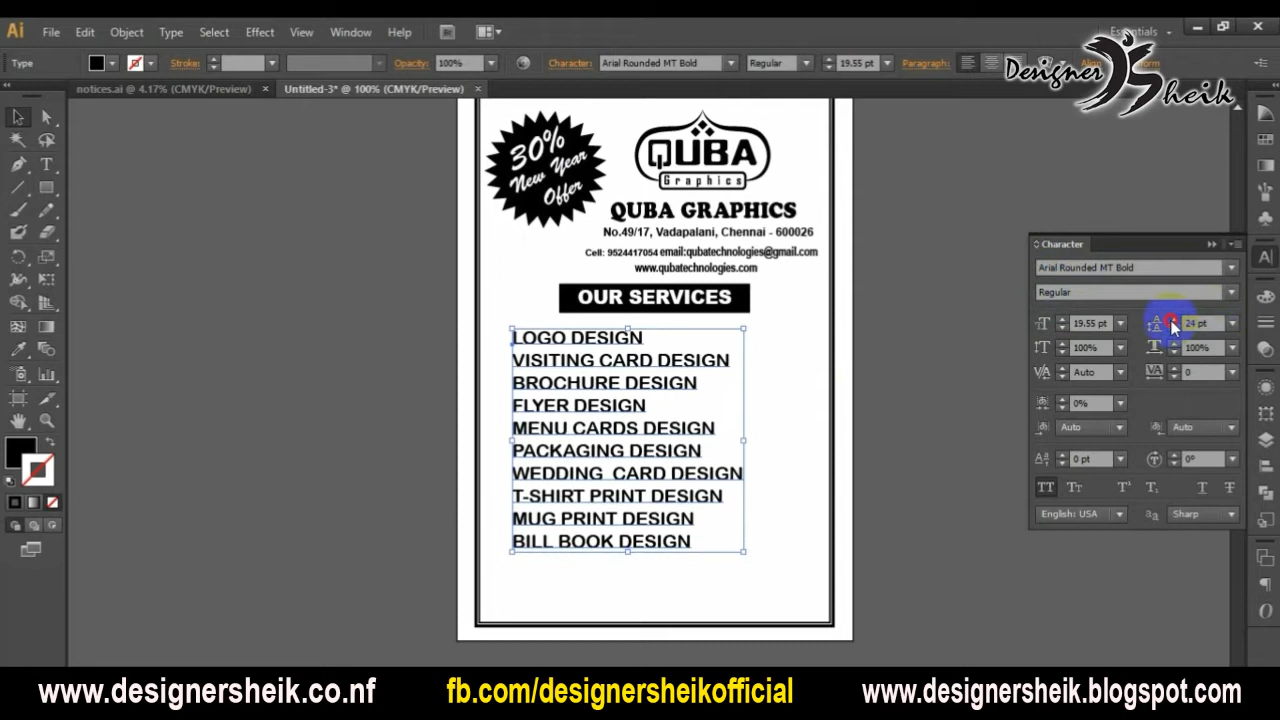 Ai File Edit Object Type Select Effect View Window Help Essentials
Type Stroke: Opacity: 100% Character: Arial Rounded MT Bold Regular 19.55 pt Paragraph: Align
Designer Sheik
notices.ai @ 4.17% (CMYK/Preview) × Untitled-3* @ 100% (CMYK/Preview) ×
30%
New Year
Offer
QUBA
Graphics
QUBA GRAPHICS
No.49/17, Vadapalani, Chennai - 600026
Cell: 9524417054 email:qubatechnologies@gmail.com
www.qubatechnologies.com
OUR SERVICES
LOGO DESIGN
VISITING CARD DESIGN
BROCHURE DESIGN
FLYER DESIGN
MENU CARDS DESIGN
PACKAGING DESIGN
WEDDING  CARD DESIGN
T-SHIRT PRINT DESIGN
MUG PRINT DESIGN
BILL BOOK DESIGN
Character
Arial Rounded MT Bold
Regular
19.55 pt 24 pt
100% 100%
Auto 0
0%
Auto Auto
0 pt 0°
English: USA Sharp
www.designersheik.co.nf fb.com/designersheikofficial www.designersheik.blogspot.com